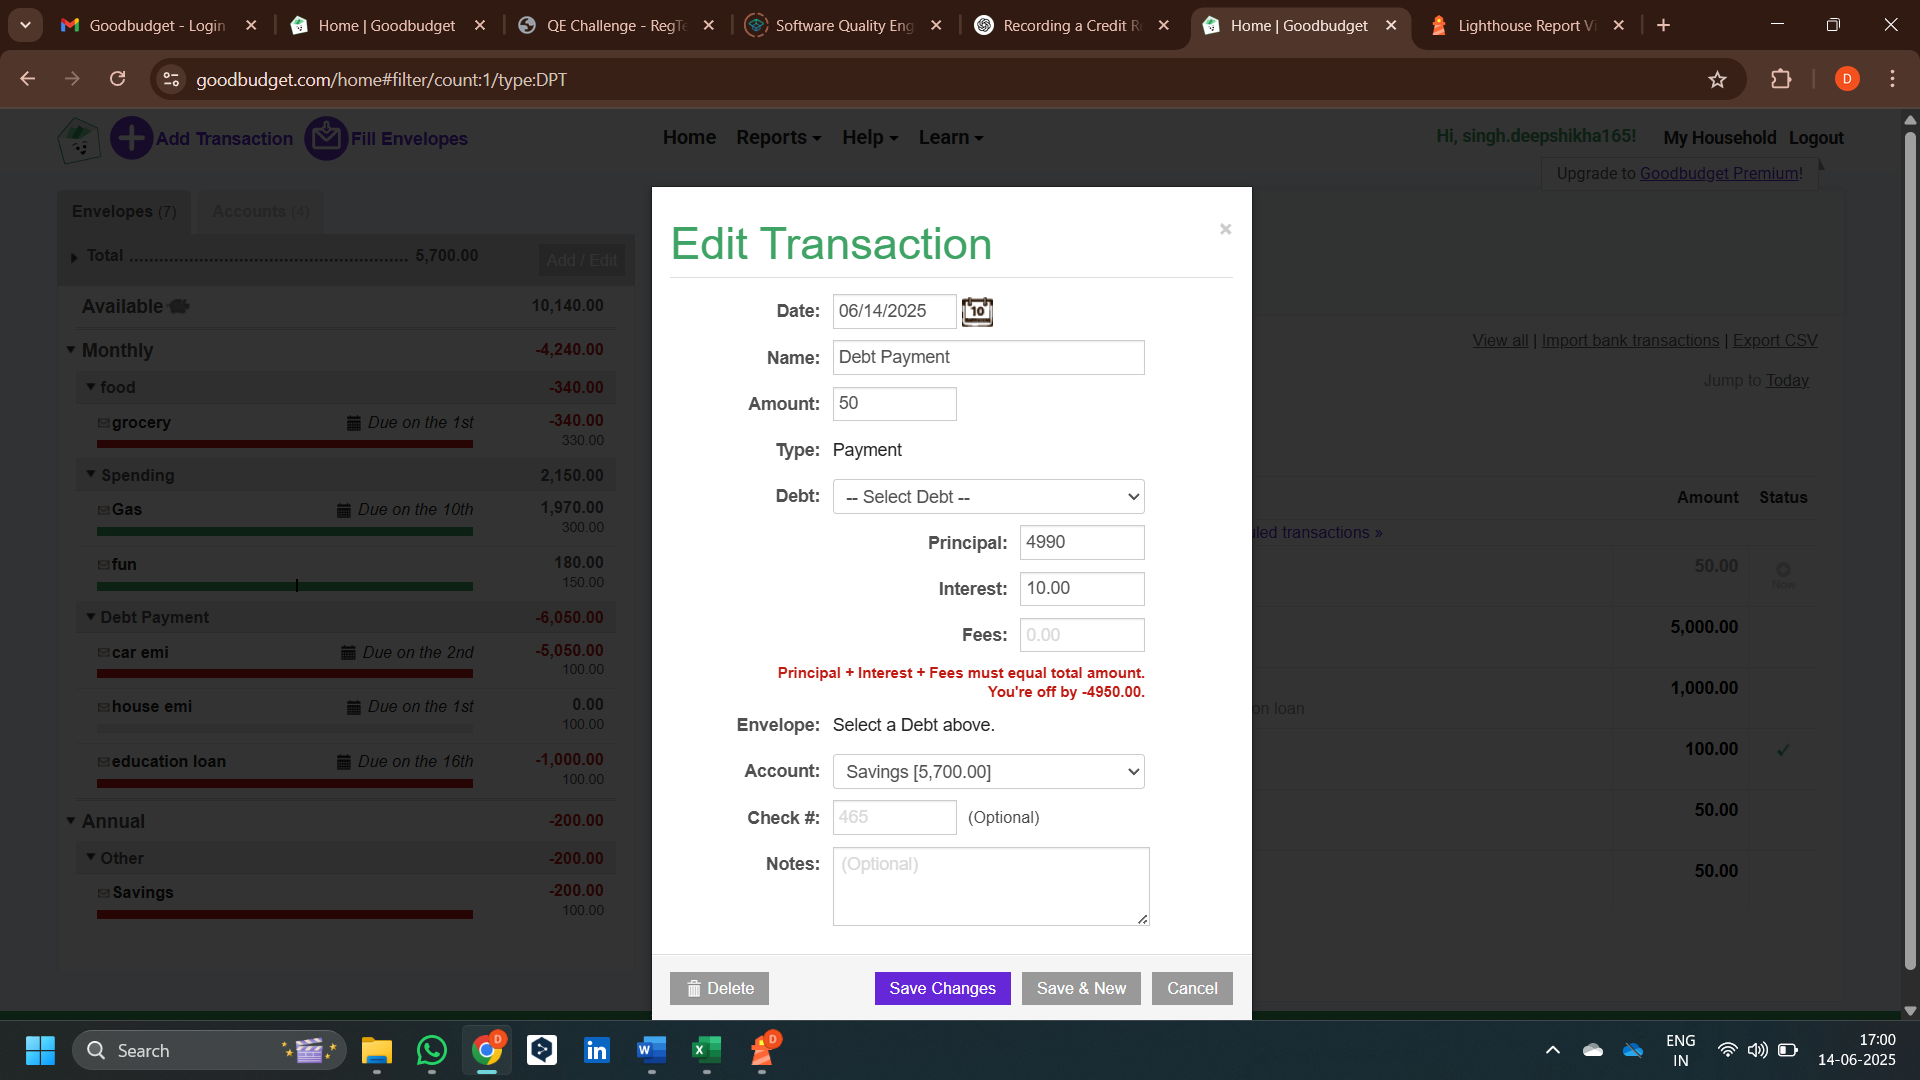 Goodbudget - Login
Home | Goodbudget
QE Challenge - RegTe
Software Quality Eng
Recording a Credit R
Home | Goodbudget
Lighthouse Report Vi
goodbudget.com/home#filter/count:1/type:DPT
D
Add Transaction
Fill Envelopes
Home
Reports
Help
Learn
Hi, singh.deepshikha165!
My Household
Logout
Upgrade to Goodbudget Premium!
Envelopes (7)
Accounts (4)
Total 5,700.00
Add / Edit
Available 10,140.00
Monthly -4,240.00
food -340.00
grocery Due on the 1st -340.00
330.00
Spending 2,150.00
Gas Due on the 10th 1,970.00
300.00
fun 180.00
150.00
Debt Payment -6,050.00
car emi Due on the 2nd -5,050.00
100.00
house emi Due on the 1st 0.00
100.00
education loan Due on the 16th -1,000.00
100.00
Annual -200.00
Other -200.00
Savings -200.00
100.00
Edit Transaction
×
Date: 06/14/2025
10
Name: Debt Payment
Amount: 50
Type: Payment
Debt: -- Select Debt --
Principal: 4990
Interest: 10.00
Fees: 0.00
Principal + Interest + Fees must equal total amount.
You're off by -4950.00.
Envelope: Select a Debt above.
Account: Savings [5,700.00]
Check #: 465 (Optional)
Notes: (Optional)
Delete
Save Changes
Save & New
Cancel
View all | Import bank transactions | Export CSV
Jump to Today
Amount Status
transactions »
50.00
Now
5,000.00
1,000.00
on loan
100.00
50.00
50.00
Search
D
D
ENG
IN
17:00
14-06-2025